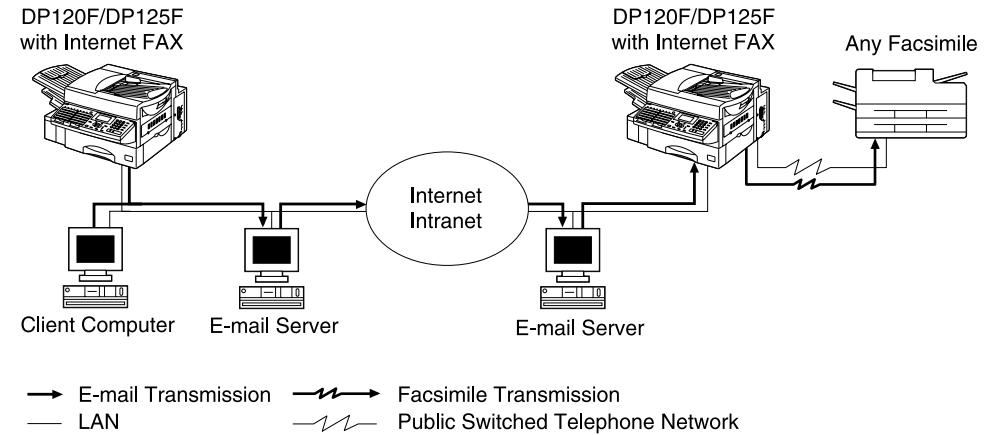 DP120F/DP125F
with Internet FAX
DP120F/DP125F
with Internet FAX
Any Facsimile
Internet
Intranet
Client Computer
E-mail Server
E-mail Server
E-mail Transmission
Facsimile Transmission
LAN
Public Switched Telephone Network